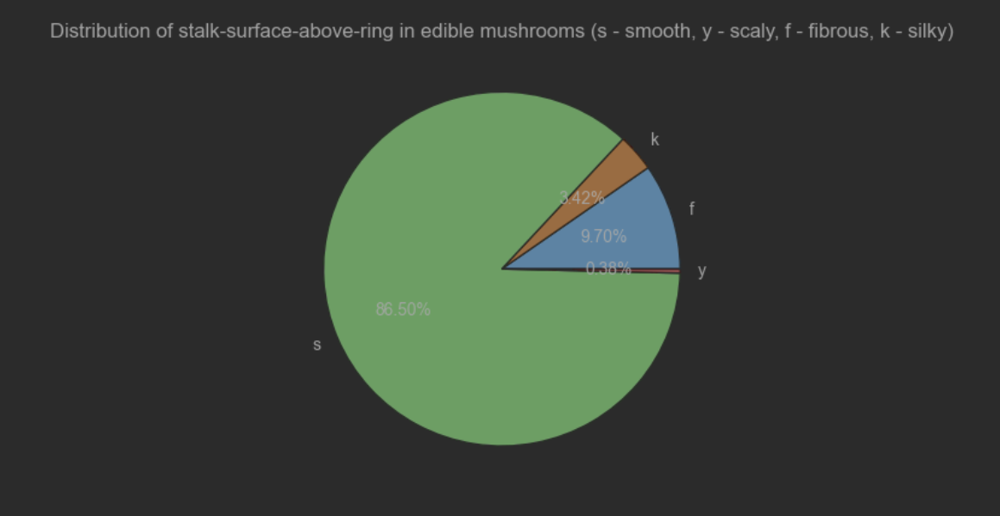 Distribution of stalk-surface-above-ring in edible mushrooms (s - smooth, y - scaly, f - fibrous, k - silky)
k
3.42%
f
9.70%
0.38%
y
86.50%
s